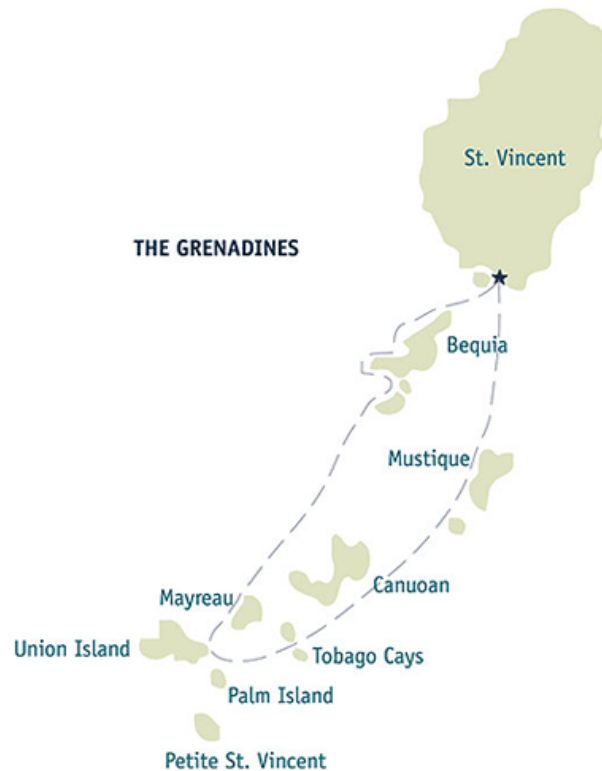 St. Vincent
THE GRENADINES
Bequia
Mustique
Canuoan
Mayreau
Union Island
Tobago Cays
Palm Island
Petite St. Vincent